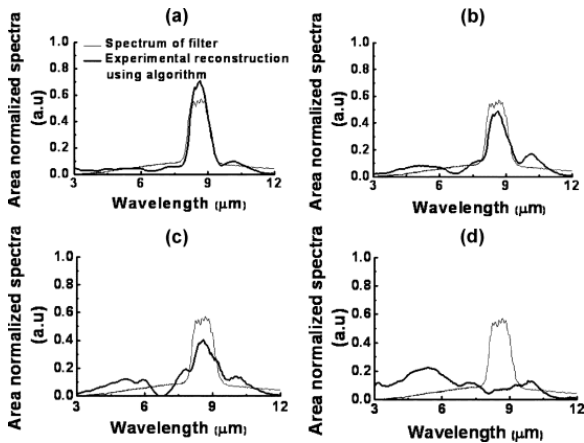 (a)
Area normalized spectra
(a.u)
1.0
0.8
0.6
0.4
0.2
0.0
Spectrum of filter
Experimental reconstruction
using algorithm
3 6 9 12
Wavelength (μm)
(b)
Area normalized spectra
(a.u)
1.0
0.8
0.6
0.4
0.2
0.0
3 6 9 12
Wavelength (μm)
(c)
Area normalized spectra
(a.u)
1.0
0.8
0.6
0.4
0.2
0.0
3 6 9 12
Wavelength (μm)
(d)
Area normalized spectra
(a.u)
1.0
0.8
0.6
0.4
0.2
0.0
3 6 9 12
Wavelength (μm)